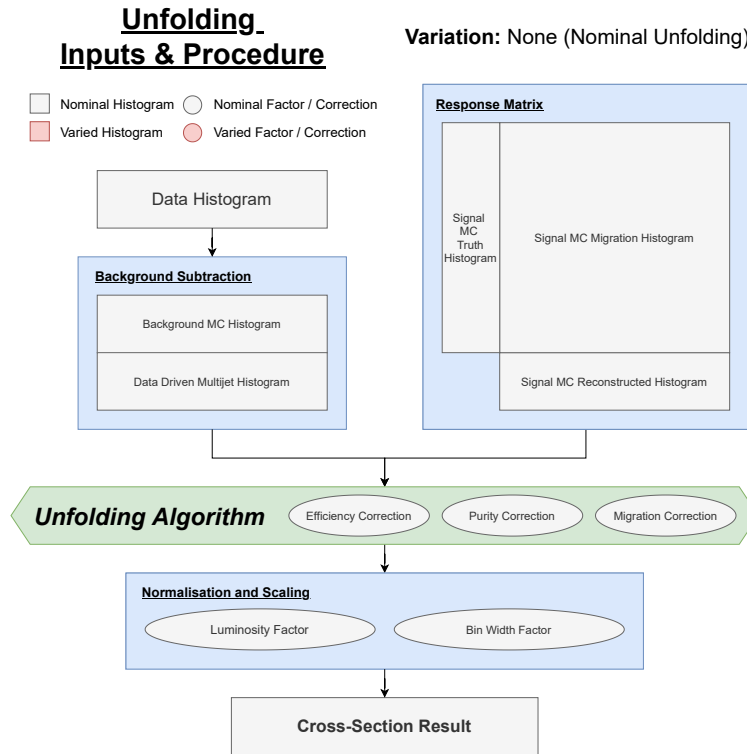 Unfolding
Inputs & Procedure
Variation: None (Nominal Unfolding)
Nominal Histogram
Nominal Factor / Correction
Varied Histogram
Varied Factor / Correction
Data Histogram
Background Subtraction
Background MC Histogram
Data Driven Multijet Histogram
Response Matrix
Signal
MC
Truth
Histogram
Signal MC Migration Histogram
Signal MC Reconstructed Histogram
Unfolding Algorithm
Efficiency Correction
Purity Correction
Migration Correction
Normalisation and Scaling
Luminosity Factor
Bin Width Factor
Cross-Section Result